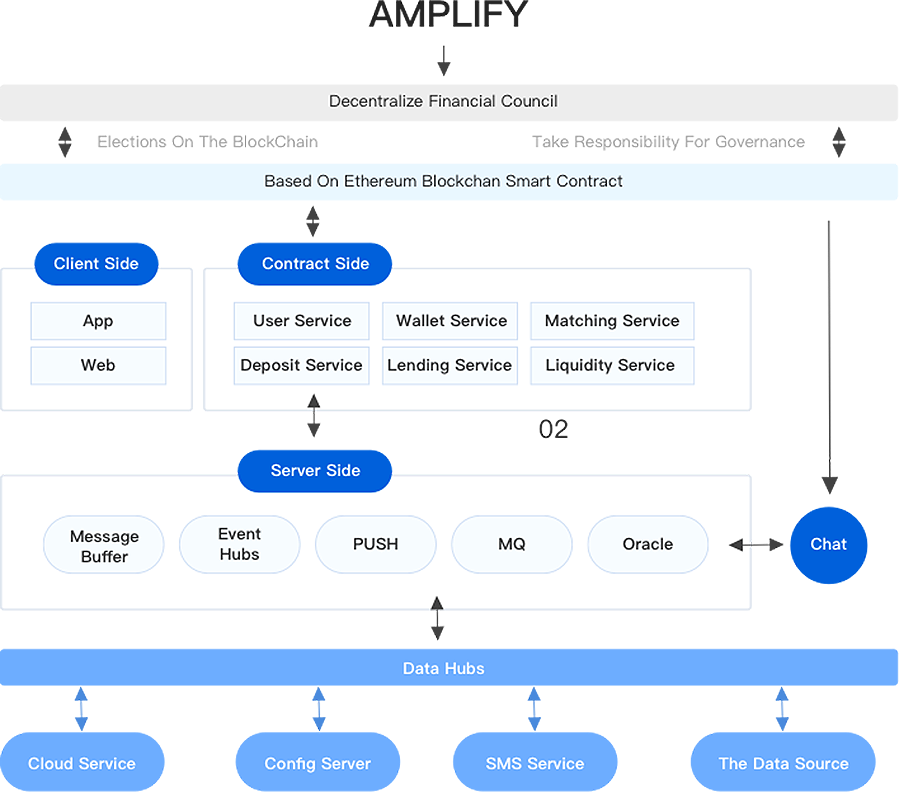 AMPLIFY
Decentralize Financial Council
Elections On The BlockChain
Take Responsibility For Governance
Based On Ethereum Blockchan Smart Contract
Client Side
Contract Side
App
User Service
Wallet Service
Matching Service
Web
Deposit Service
Lending Service
Liquidity Service
02
Server Side
Message
Buffer
Event
Hubs
PUSH
MQ
Oracle
Chat
Data Hubs
Cloud Service
Config Server
SMS Service
The Data Source